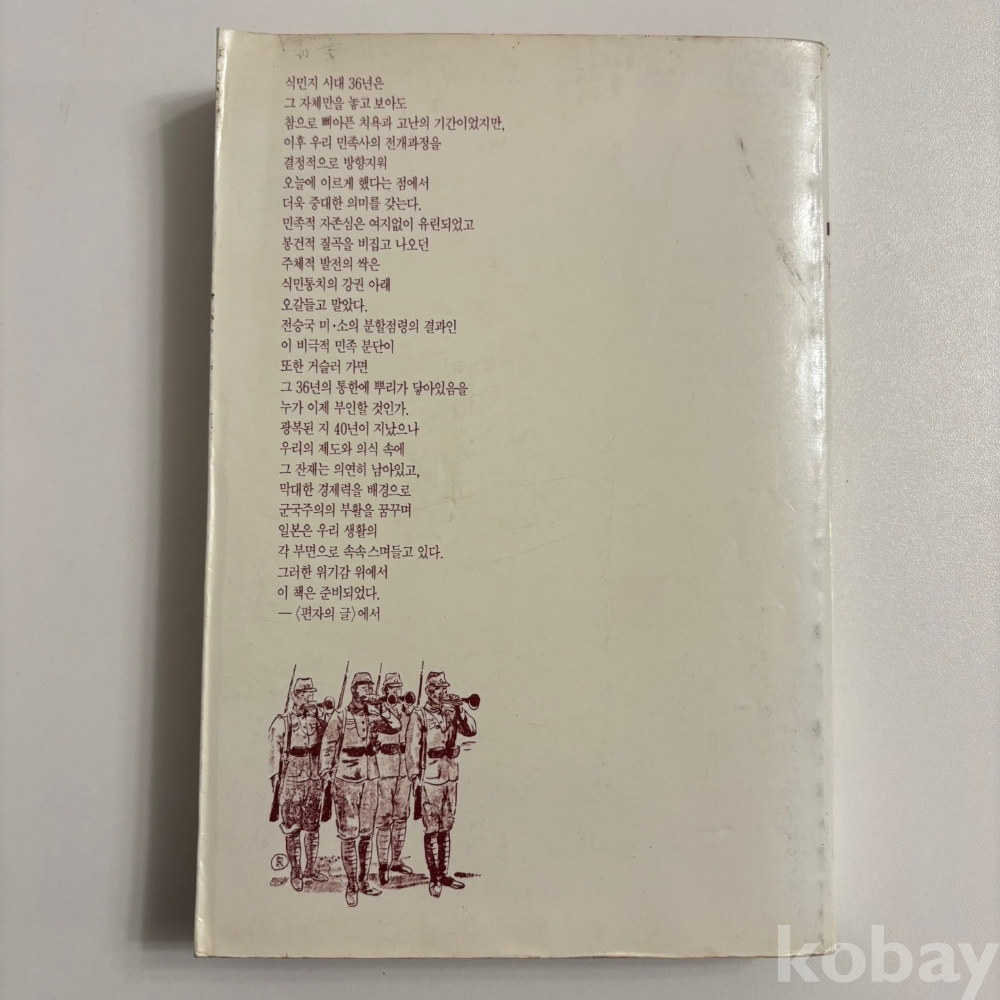 식민지 시대 36년은
그 자체만을 놓고 보아도
참으로 뼈아픈 치욕과 고난의 기간이었지만,
이후 우리 민족사의 전개과정을
결정적으로 방향지워
오늘에 이르게 했다는 점에서
더욱 중대한 의미를 갖는다.
민족적 자존심은 여지없이 유린되었고
봉건적 질곡을 비집고 나오던
주체적 발전의 싹은
식민통치의 강권 아래
오갈들고 말았다.
전승국 미·소의 분할점령의 결과인
이 비극적 민족 분단이
또한 거슬러 가면
그 36년의 통한에 뿌리가 닿아있음을
누가 이제 부인할 것인가.
광복된 지 40년이 지났으나
우리의 제도와 의식 속에
그 잔재는 의연히 남아있고,
막대한 경제력을 배경으로
군국주의의 부활을 꿈꾸며
일본은 우리 생활의
각 부면으로 속속 스며들고 있다.
그러한 위기감 위에서
이 책은 준비되었다.
—〈편자의 글〉에서
kobay